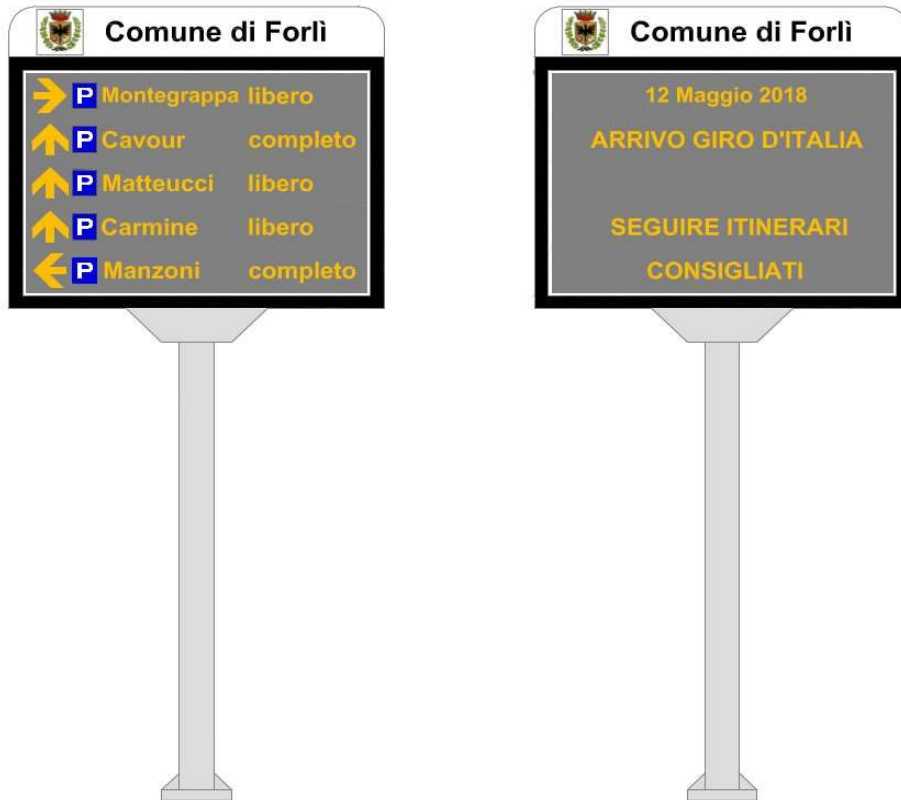 Comune di Forlì
P Montegrappa libero
P Cavour completo
P Matteucci libero
P Carmine libero
P Manzoni completo
Comune di Forlì
12 Maggio 2018
ARRIVO GIRO D'ITALIA
SEGUIRE ITINERARI
CONSIGLIATI